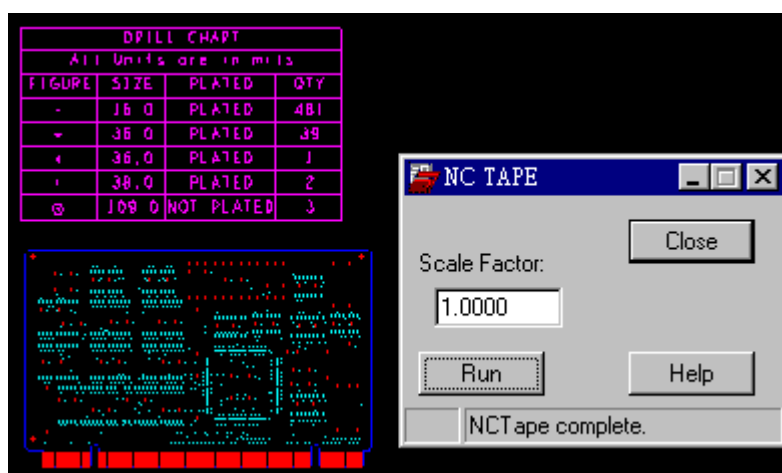 DRILL CHART
All Units are in mils
FIGURE SIZE PLATED QTY
16.0 PLATED 481
36.0 PLATED 39
36.0 PLATED 1
38.0 PLATED 2
109.0 NOT PLATED 3
NC TAPE
Close
Scale Factor:
1.0000
Run Help
NCTape complete.